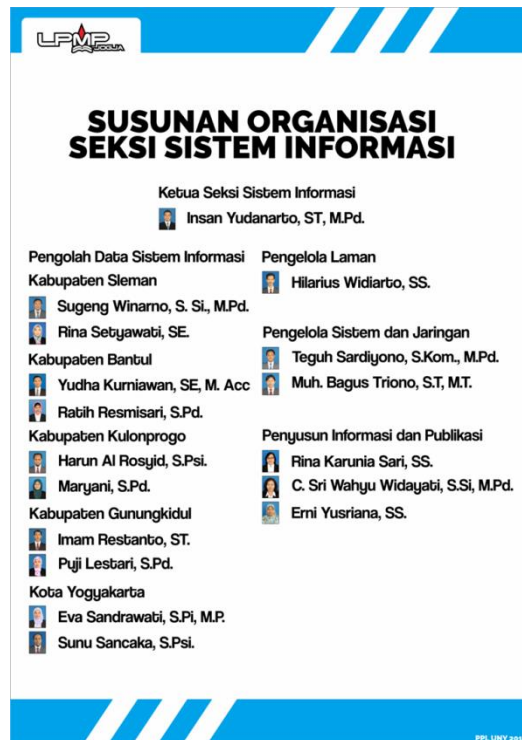 LPMP
JOGJA
SUSUNAN ORGANISASI
SEKSI SISTEM INFORMASI
Ketua Seksi Sistem Informasi
Insan Yudanarto, ST, M.Pd.
Pengolah Data Sistem Informasi
Kabupaten Sleman
Sugeng Winarno, S. Si., M.Pd.
Rina Setyawati, SE.
Kabupaten Bantul
Yudha Kurniawan, SE, M. Acc
Ratih Resmisari, S.Pd.
Kabupaten Kulonprogo
Harun Al Rosyid, S.Psi.
Maryani, S.Pd.
Kabupaten Gunungkidul
Imam Restanto, ST.
Puji Lestari, S.Pd.
Kota Yogyakarta
Eva Sandrawati, S.Pi, M.P.
Sunu Sancaka, S.Psi.
Pengelola Laman
Hilarius Widiarto, SS.
Pengelola Sistem dan Jaringan
Teguh Sardiyono, S.Kom., M.Pd.
Muh. Bagus Triono, S.T, M.T.
Penyusun Informasi dan Publikasi
Rina Karunia Sari, SS.
C. Sri Wahyu Widayati, S.Si, M.Pd.
Erni Yusriana, SS.
PPL UNY